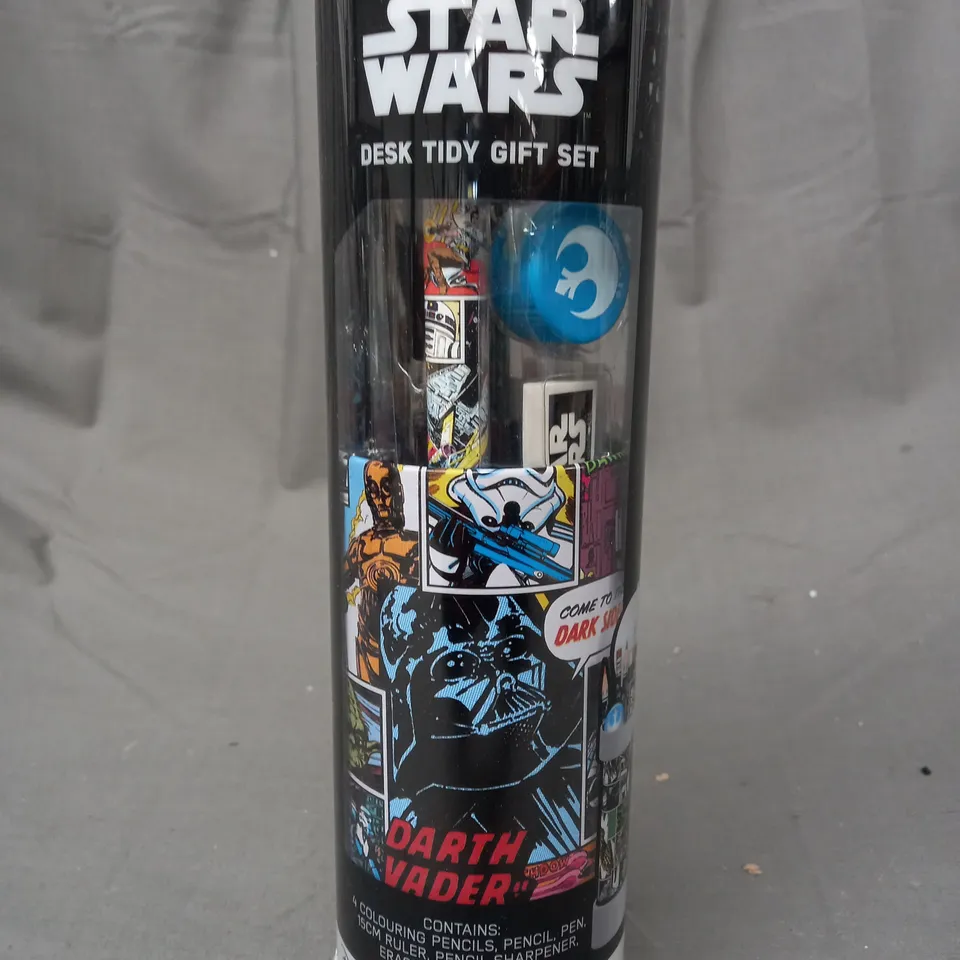 STAR
WARS
DESK TIDY GIFT SET
COME TO
DARK
DARTH
VADER
CONTAINS:
4 COLOURING PENCILS, PENCIL, PEN,
15CM RULER, PENCIL SHARPENER,